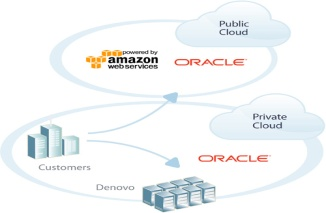 Public
Cloud
powered by
amazon
web services
ORACLE
Private
Cloud
ORACLE
Customers
Denovo